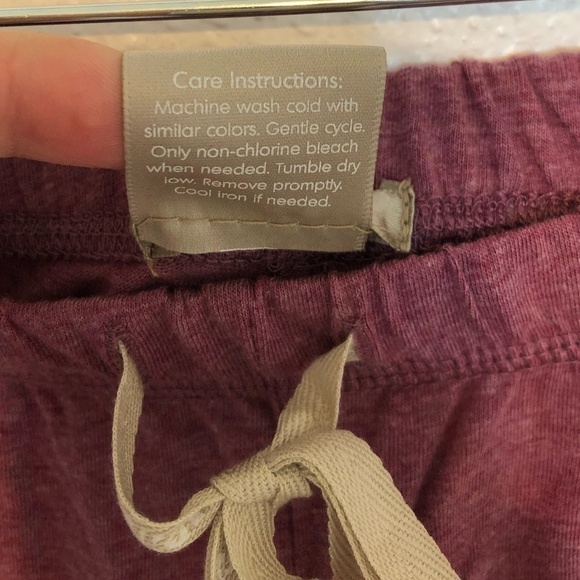 Care Instructions:
Machine wash cold with
similar colors. Gentle cycle.
Only non-chlorine bleach
when needed. Tumble dry
low. Remove promptly.
Cool iron if needed.